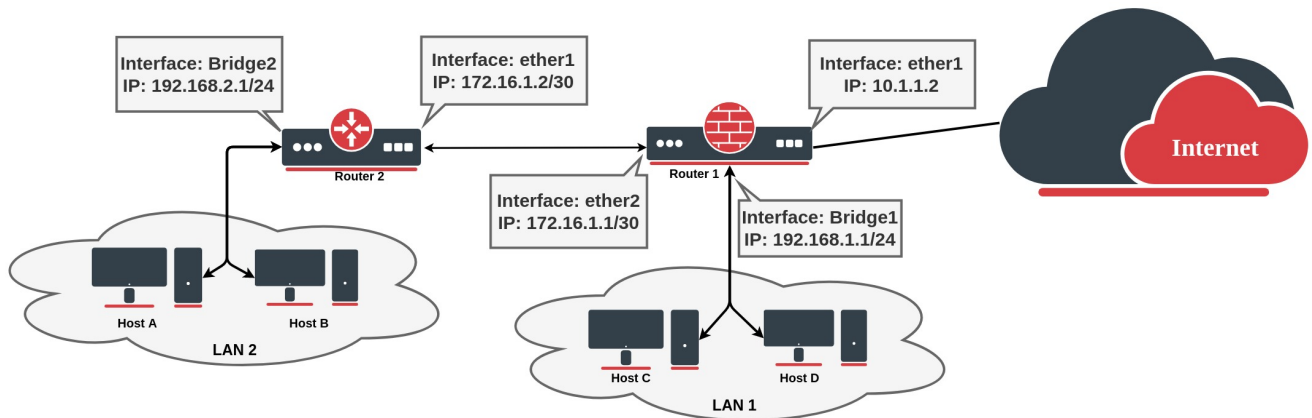 Interface: Bridge2
IP: 192.168.2.1/24
Interface: ether1
IP: 172.16.1.2/30
Interface: ether1
IP: 10.1.1.2
Internet
Router 2
Router 1
Interface: ether2
IP: 172.16.1.1/30
Interface: Bridge1
IP: 192.168.1.1/24
Host A
Host B
LAN 2
Host C
Host D
LAN 1